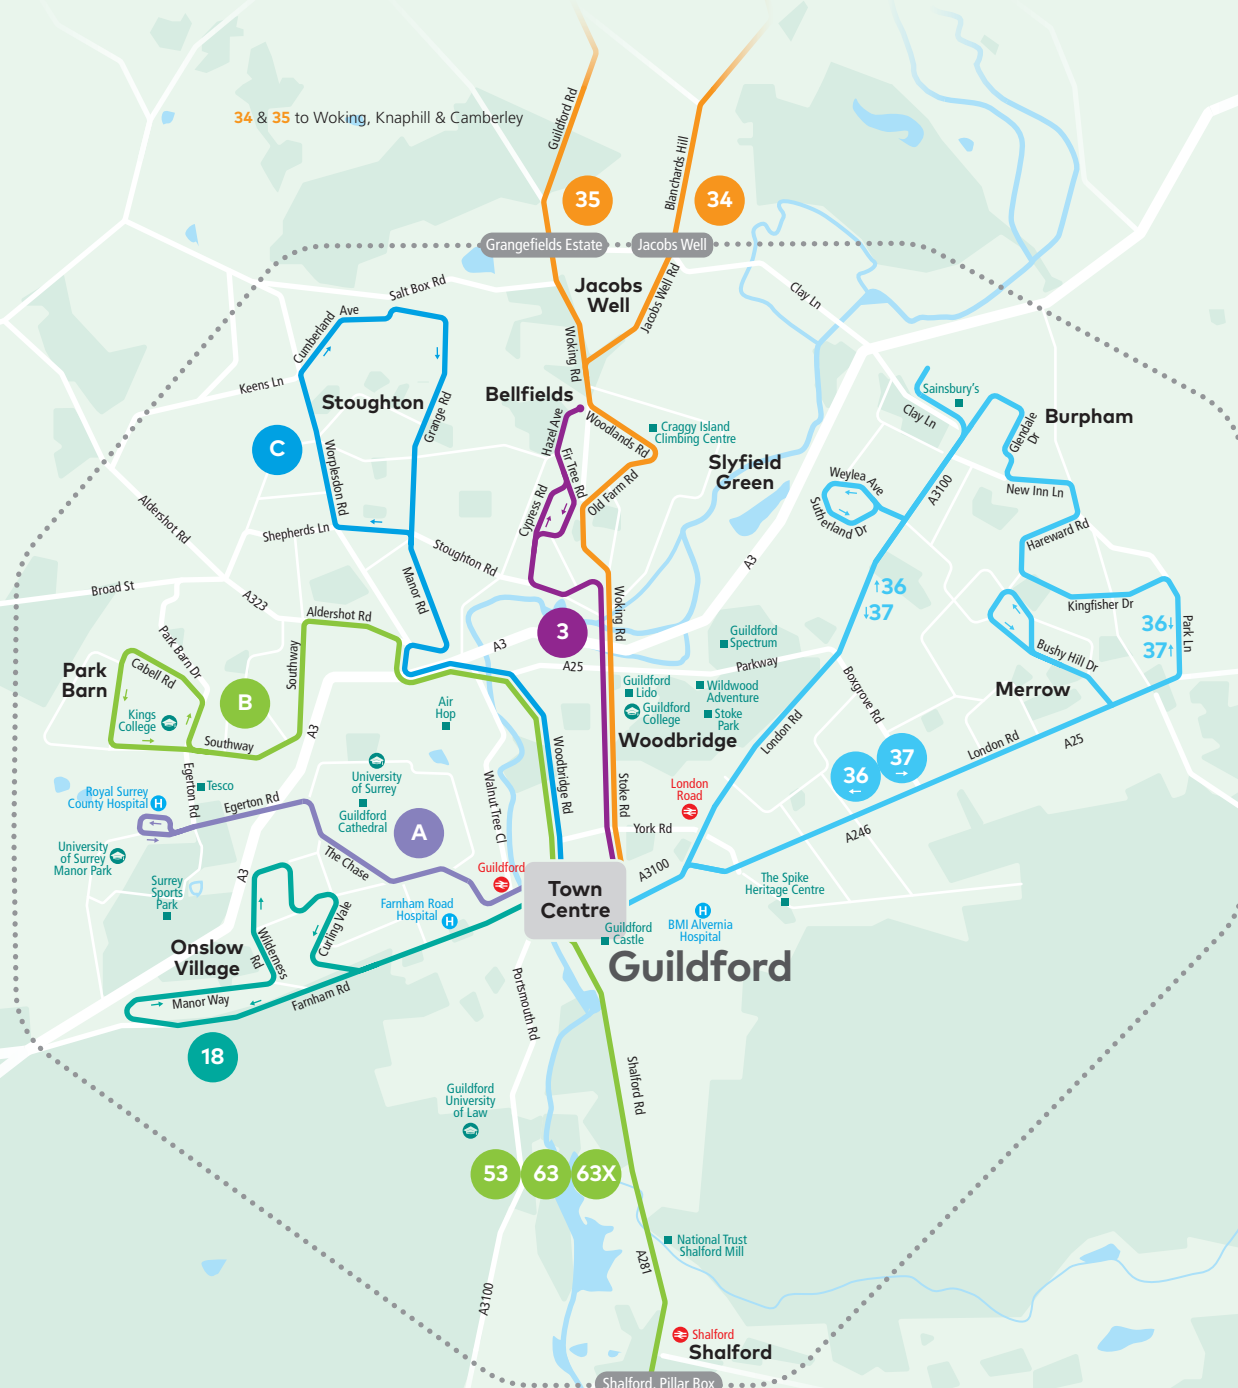 34 & 35 to Woking, Knaphill & Camberley
Guildford Rd
Blanchards Hill
35
34
Grangefields Estate
Jacobs Well
Jacobs
Well
Jacobs Well Rd
Clay Ln
Salt Box Rd
Cumberland
Ave
Woking Rd
Keens Ln
Stoughton
Grange Rd
Bellfields
Hazel Ave
Woodlands Rd
Craggy Island
Climbing Centre
Sainsbury's
Clay Ln
Glendale
Dr
Burpham
C
Worplesdon Rd
Fir Tree Rd
Cypress Rd
Old Farm Rd
Slyfield
Green
Weylea Ave
Sutherland Dr
A3100
New Inn Ln
Hareward Rd
Aldershot Rd
Shepherds Ln
Stoughton Rd
A3
Broad St
A323
Manor Rd
Aldershot Rd
Woking Rd
↑36
↓37
Kingfisher Dr
36↓
37↑
Park Ln
3
A3
A25
Park Barn Dr
Southway
Park
Barn
Cabell Rd
B
Kings
College
Southway
A3
Guildford
Spectrum
Parkway
Guildford
Lido
Wildwood
Adventure
Guildford
College
Stoke
Park
Woodbridge
Boxgrove Rd
Bushy Hill Dr
Merrow
London Rd
London Rd
A25
Air
Hop
Woodbridge Rd
Walnut Tree Cl
Stoke Rd
37
→
36
←
Egerton Rd
Tesco
Royal Surrey
County Hospital
H
Egerton Rd
University
of Surrey
Guildford
Cathedral
A
London
Road
York Rd
A246
University
of Surrey
Manor Park
The Chase
A3
Guildford
A3100
Surrey
Sports
Park
Farnham Road
Hospital
H
Town
Centre
The Spike
Heritage Centre
H
BMI Alvernia
Hospital
Guildford
Castle
Guildford
Onslow
Village
Wilderness
Rd
Curling Vale
Manor Way
Farnham Rd
Portsmouth Rd
18
Shalford Rd
Guildford
University
of Law
53
63
63X
National Trust
Shalford Mill
A281
A3100
Shalford
Shalford
Shalford, Pillar Box